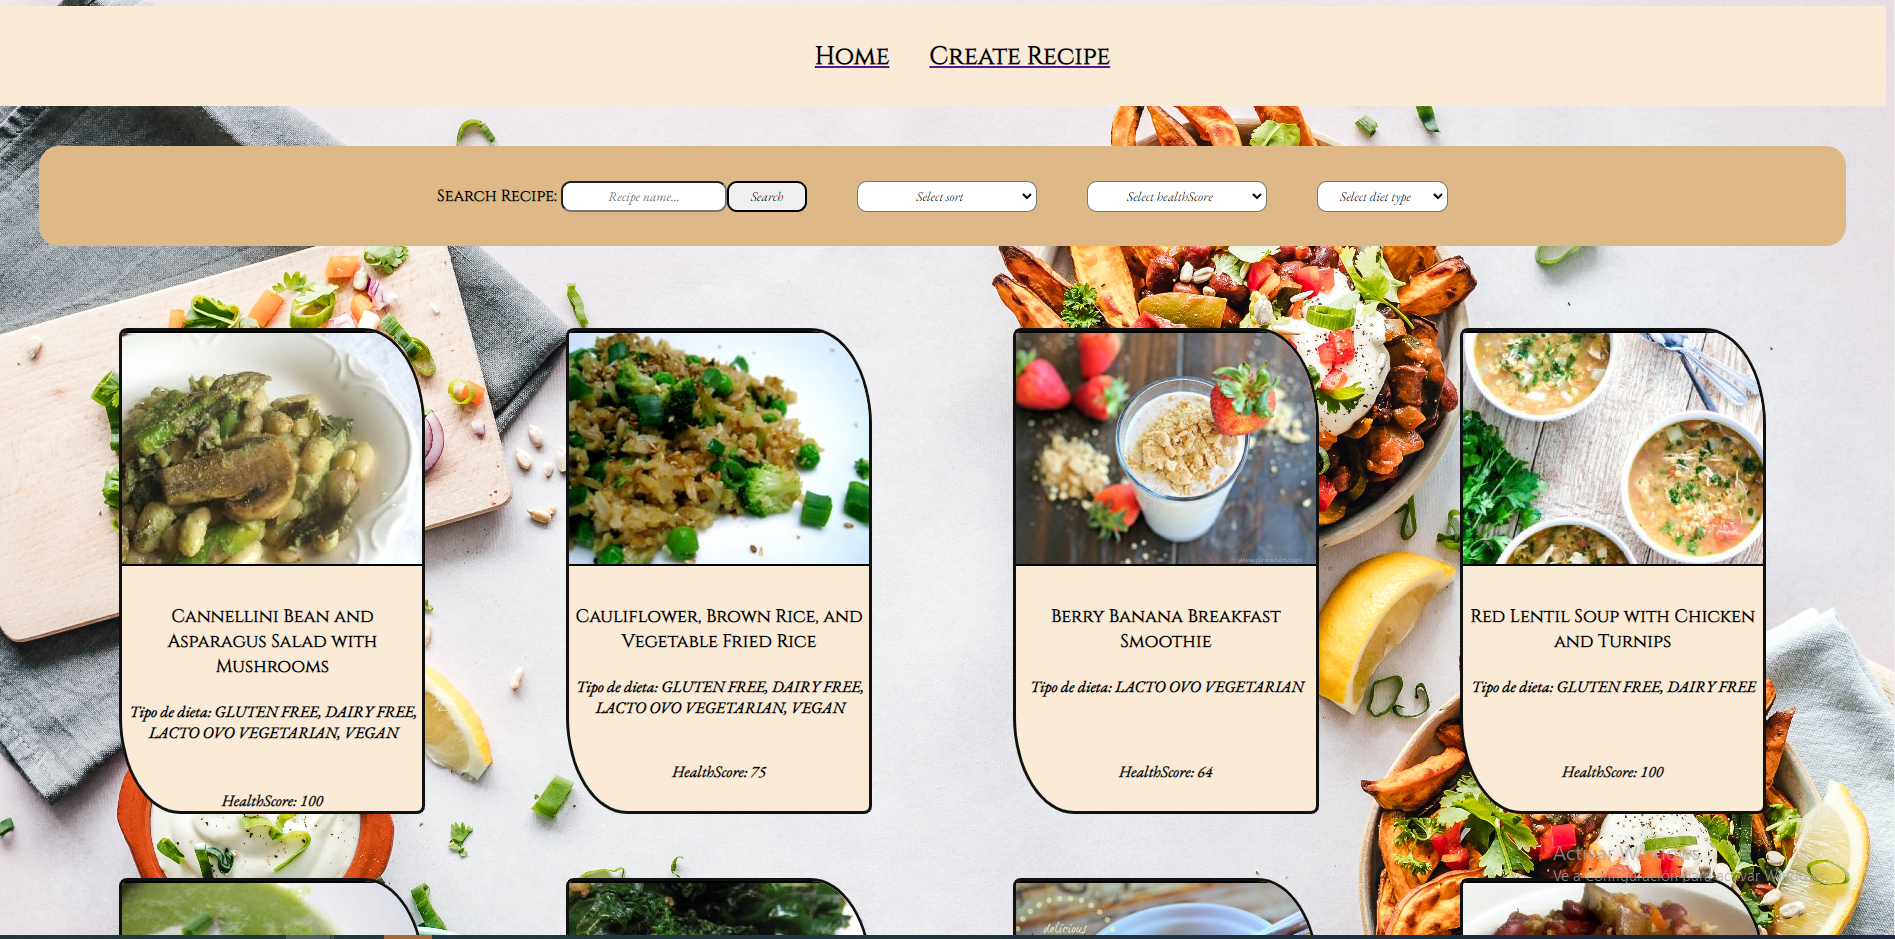 Home Create Recipe
Search Recipe: Recipe name... Search Select sort Select healthScore Select diet type
Cannellini Bean and
Asparagus Salad with
Mushrooms
Tipo de dieta: GLUTEN FREE, DAIRY FREE,
LACTO OVO VEGETARIAN, VEGAN
HealthScore: 100
Cauliflower, Brown Rice, and
Vegetable Fried Rice
Tipo de dieta: GLUTEN FREE, DAIRY FREE,
LACTO OVO VEGETARIAN, VEGAN
HealthScore: 75
Berry Banana Breakfast
Smoothie
Tipo de dieta: LACTO OVO VEGETARIAN
HealthScore: 64
Red Lentil Soup with Chicken
and Turnips
Tipo de dieta: GLUTEN FREE, DAIRY FREE
HealthScore: 100
Activar Windows
Ve a Configuración para activar Windows.
delicious